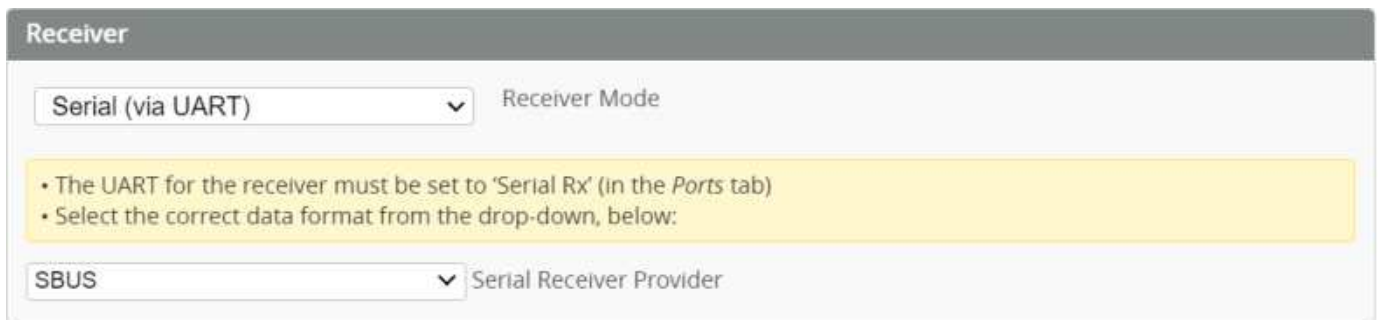 Receiver
Serial (via UART) Receiver Mode
• The UART for the receiver must be set to ‘Serial Rx’ (in the Ports tab)
• Select the correct data format from the drop-down, below:
SBUS Serial Receiver Provider